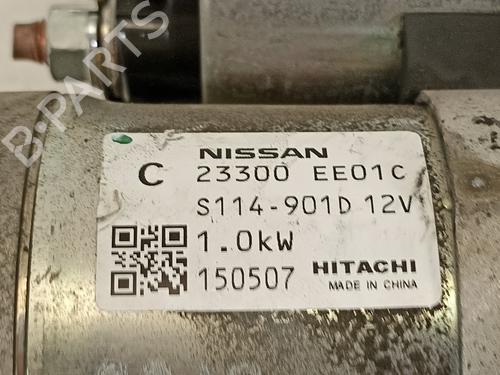 B-PARTS
NISSAN
C 23300 EE01C
S114-901D 12V
1.0kW
150507 HITACHI
MADE IN CHINA